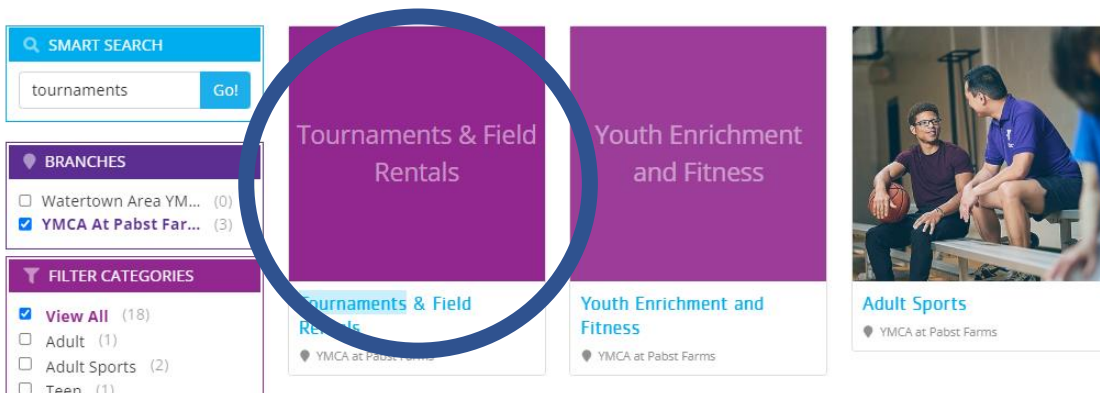 SMART SEARCH
tournaments
Go!
BRANCHES
Watertown Area YM... (0)
YMCA At Pabst Far... (3)
FILTER CATEGORIES
View All (18)
Adult (1)
Adult Sports (2)
Teen (1)
Tournaments & Field
Rentals
Tournaments & Field
Rentals
YMCA at Pabst Farms
Youth Enrichment
and Fitness
Youth Enrichment and
Fitness
YMCA at Pabst Farms
Adult Sports
YMCA at Pabst Farms